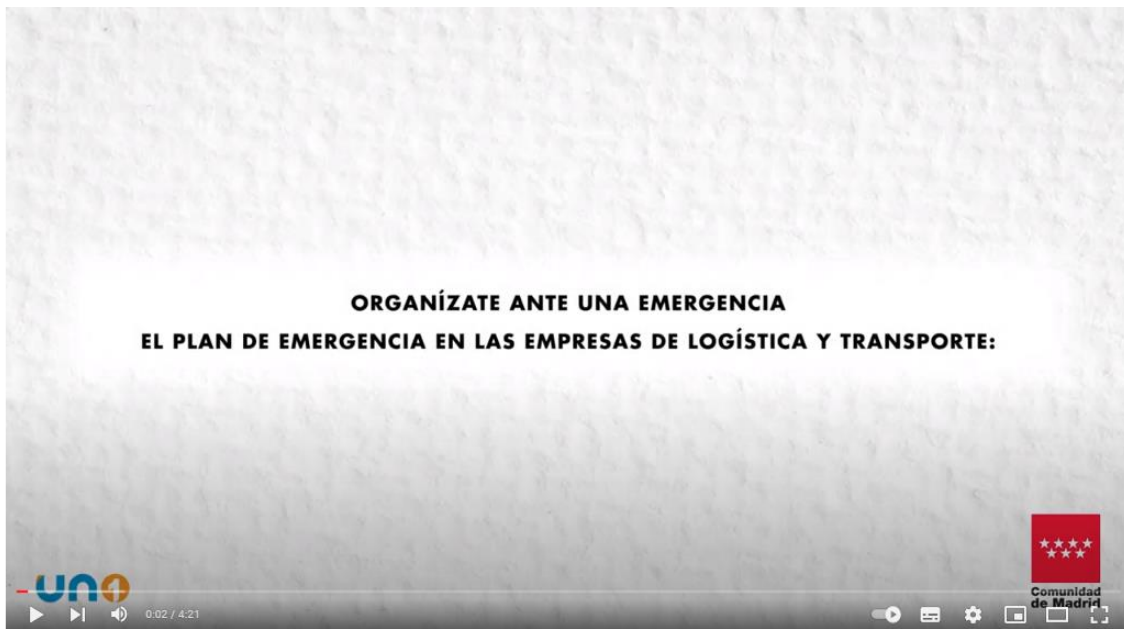 ORGANÍZATE ANTE UNA EMERGENCIA
EL PLAN DE EMERGENCIA EN LAS EMPRESAS DE LOGÍSTICA Y TRANSPORTE:
uno
Comunidad
de Madrid
0:02 / 4:21